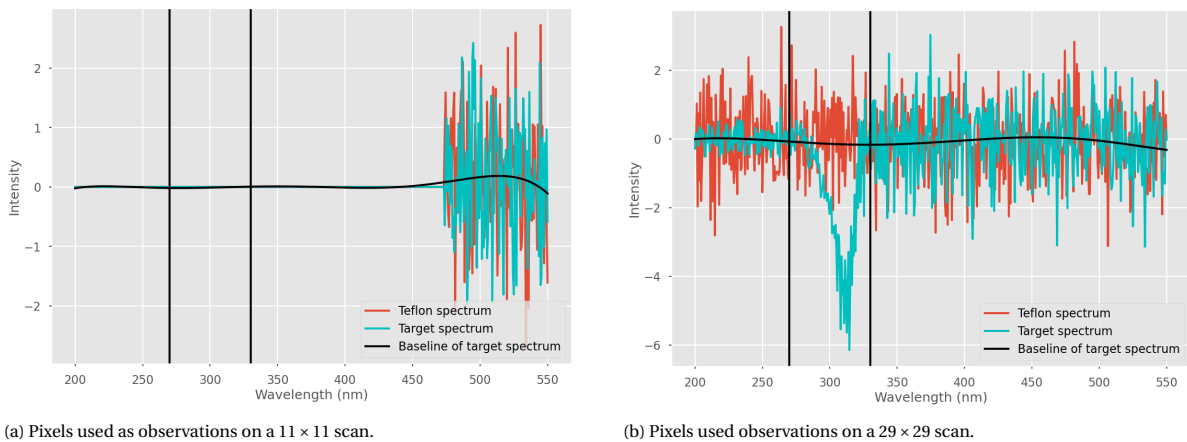 2
1
0
−1
−2
Intensity
200
250
300
350
400
450
500
550
Wavelength (nm)
Teflon spectrum
Target spectrum
Baseline of target spectrum
(a) Pixels used as observations on a 11 × 11 scan.
2
0
−2
−4
−6
Intensity
200
250
300
350
400
450
500
550
Wavelength (nm)
Teflon spectrum
Target spectrum
Baseline of target spectrum
(b) Pixels used observations on a 29 × 29 scan.